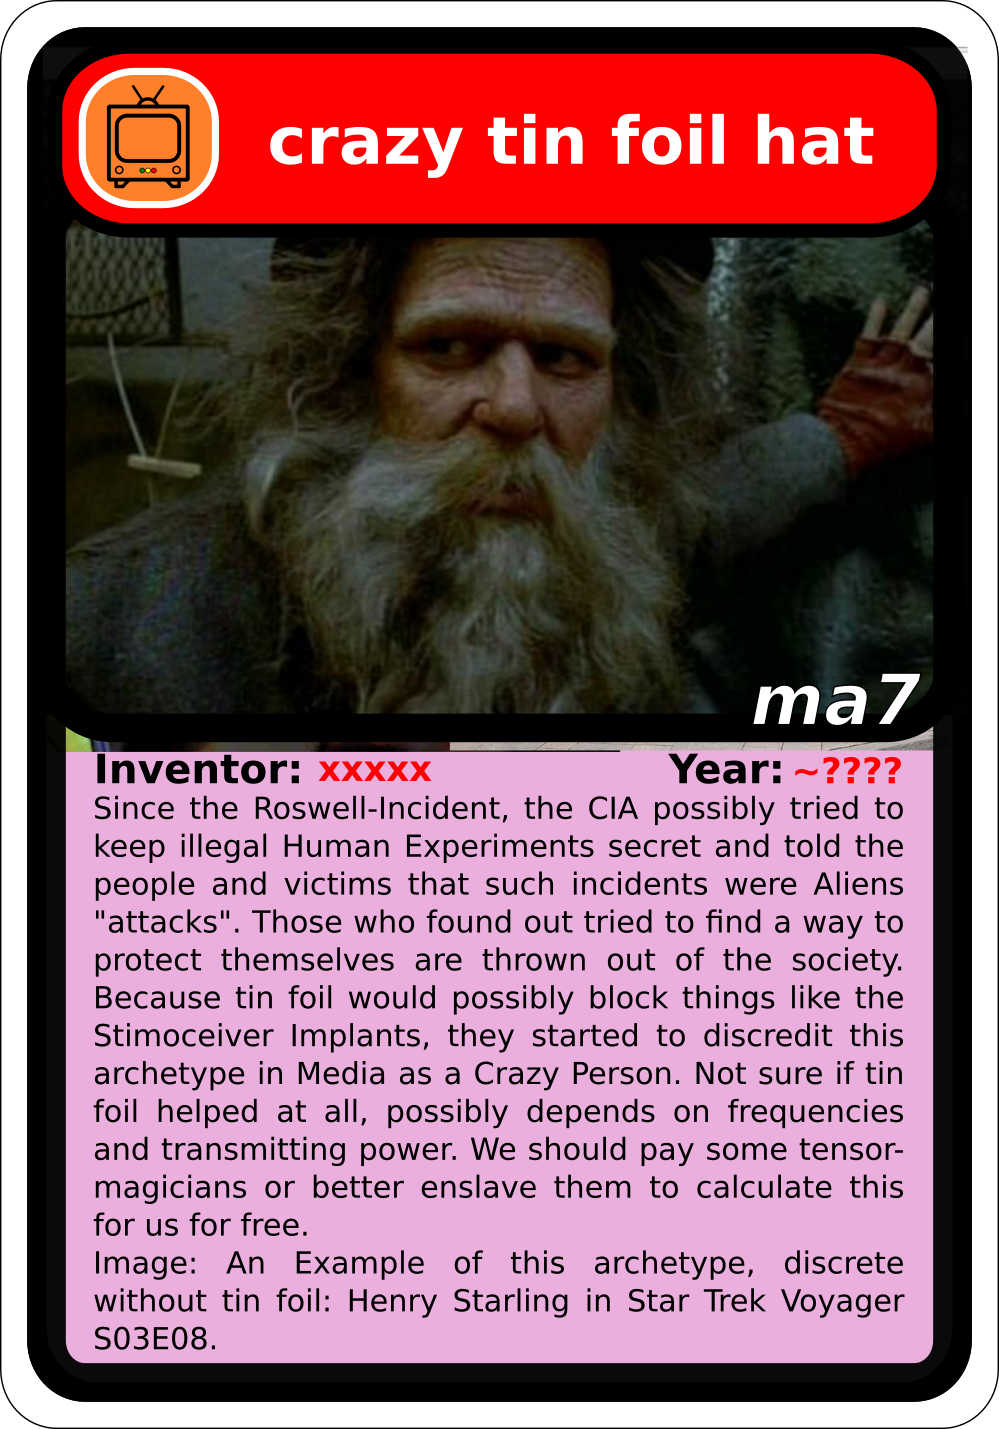 crazy tin foil hat
ma7
Inventor: xxxxx Year: ~????
Since the Roswell-Incident, the CIA possibly tried to
keep illegal Human Experiments secret and told the
people and victims that such incidents were Aliens
"attacks". Those who found out tried to find a way to
protect themselves are thrown out of the society.
Because tin foil would possibly block things like the
Stimoceiver Implants, they started to discredit this
archetype in Media as a Crazy Person. Not sure if tin
foil helped at all, possibly depends on frequencies
and transmitting power. We should pay some tensor-
magicians or better enslave them to calculate this
for us for free.
Image: An Example of this archetype, discrete
without tin foil: Henry Starling in Star Trek Voyager
S03E08.